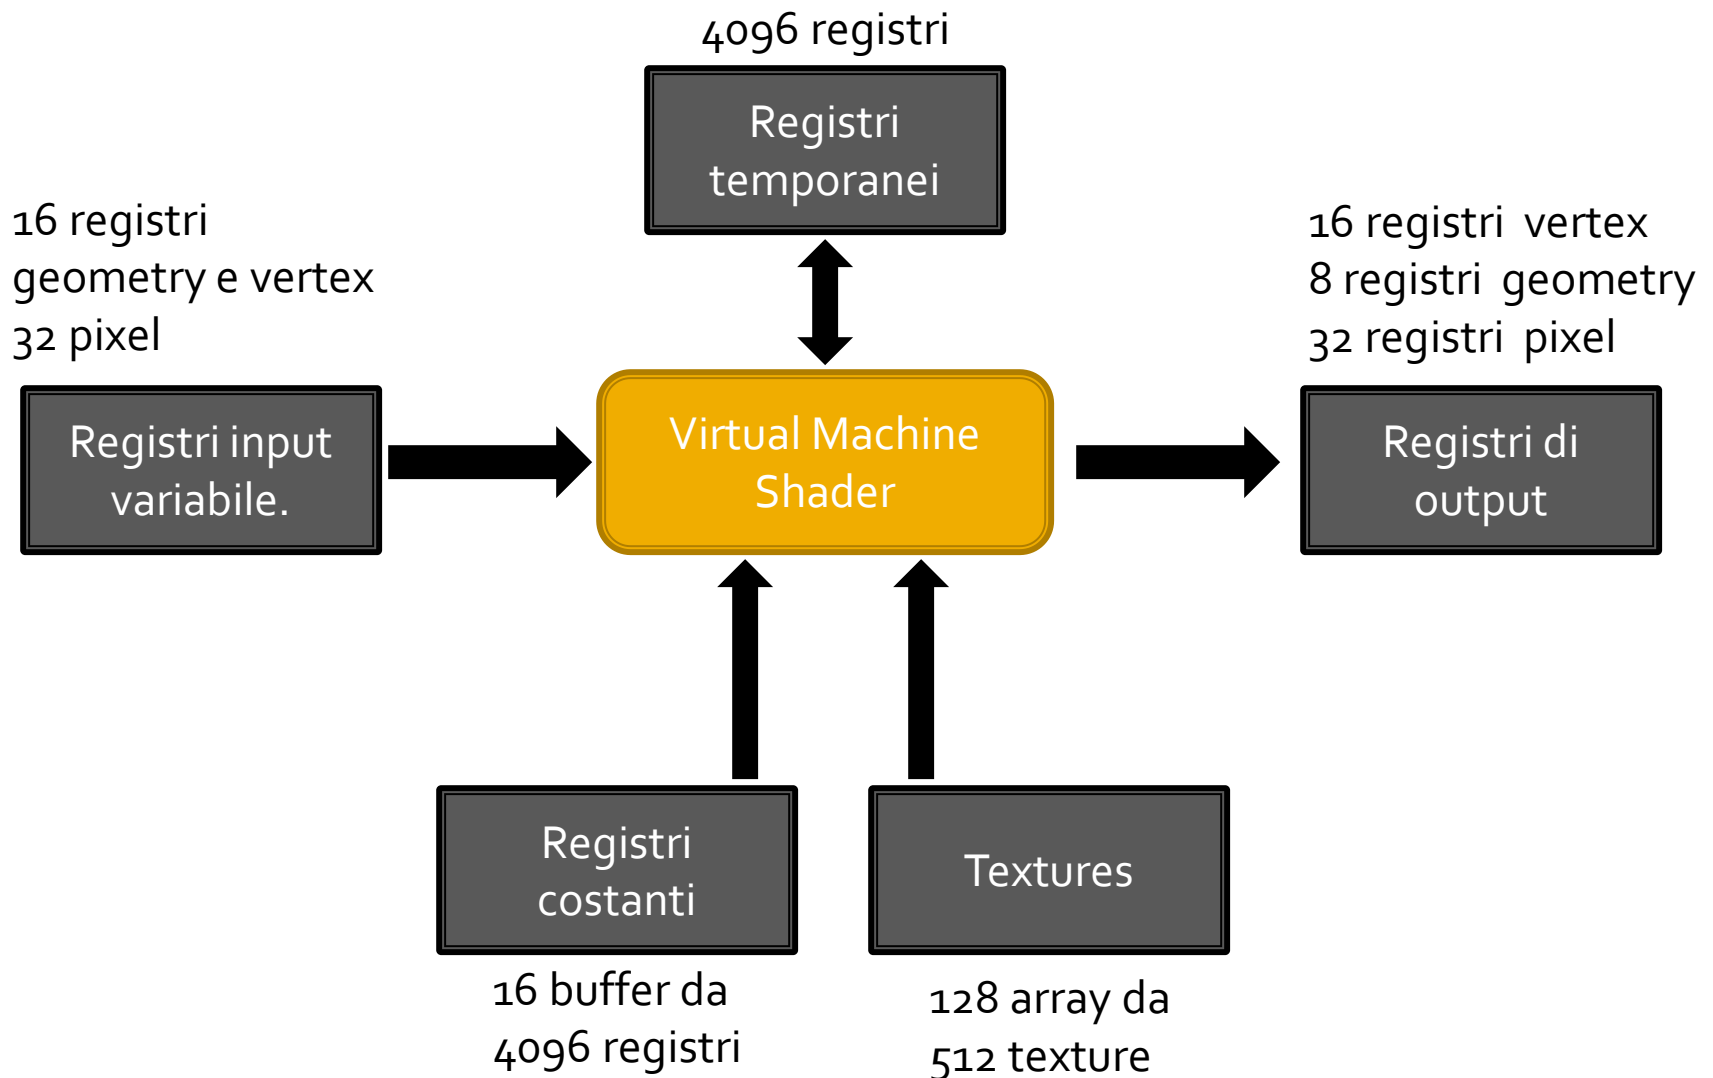 4096 registri
Registri
temporanei
16 registri
geometry e vertex
32 pixel
16 registri vertex
8 registri geometry
32 registri pixel
Registri input
variabile.
Virtual Machine
Shader
Registri di
output
Registri
costanti
Textures
16 buffer da
4096 registri
128 array da
512 texture